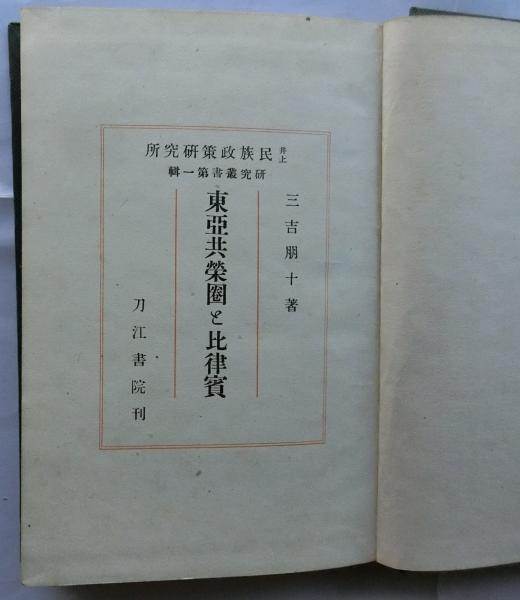 井上民族政策研究所
研究叢書第一輯
三吉朋十著
東亞共榮圈と比律賓
刀江書院刊